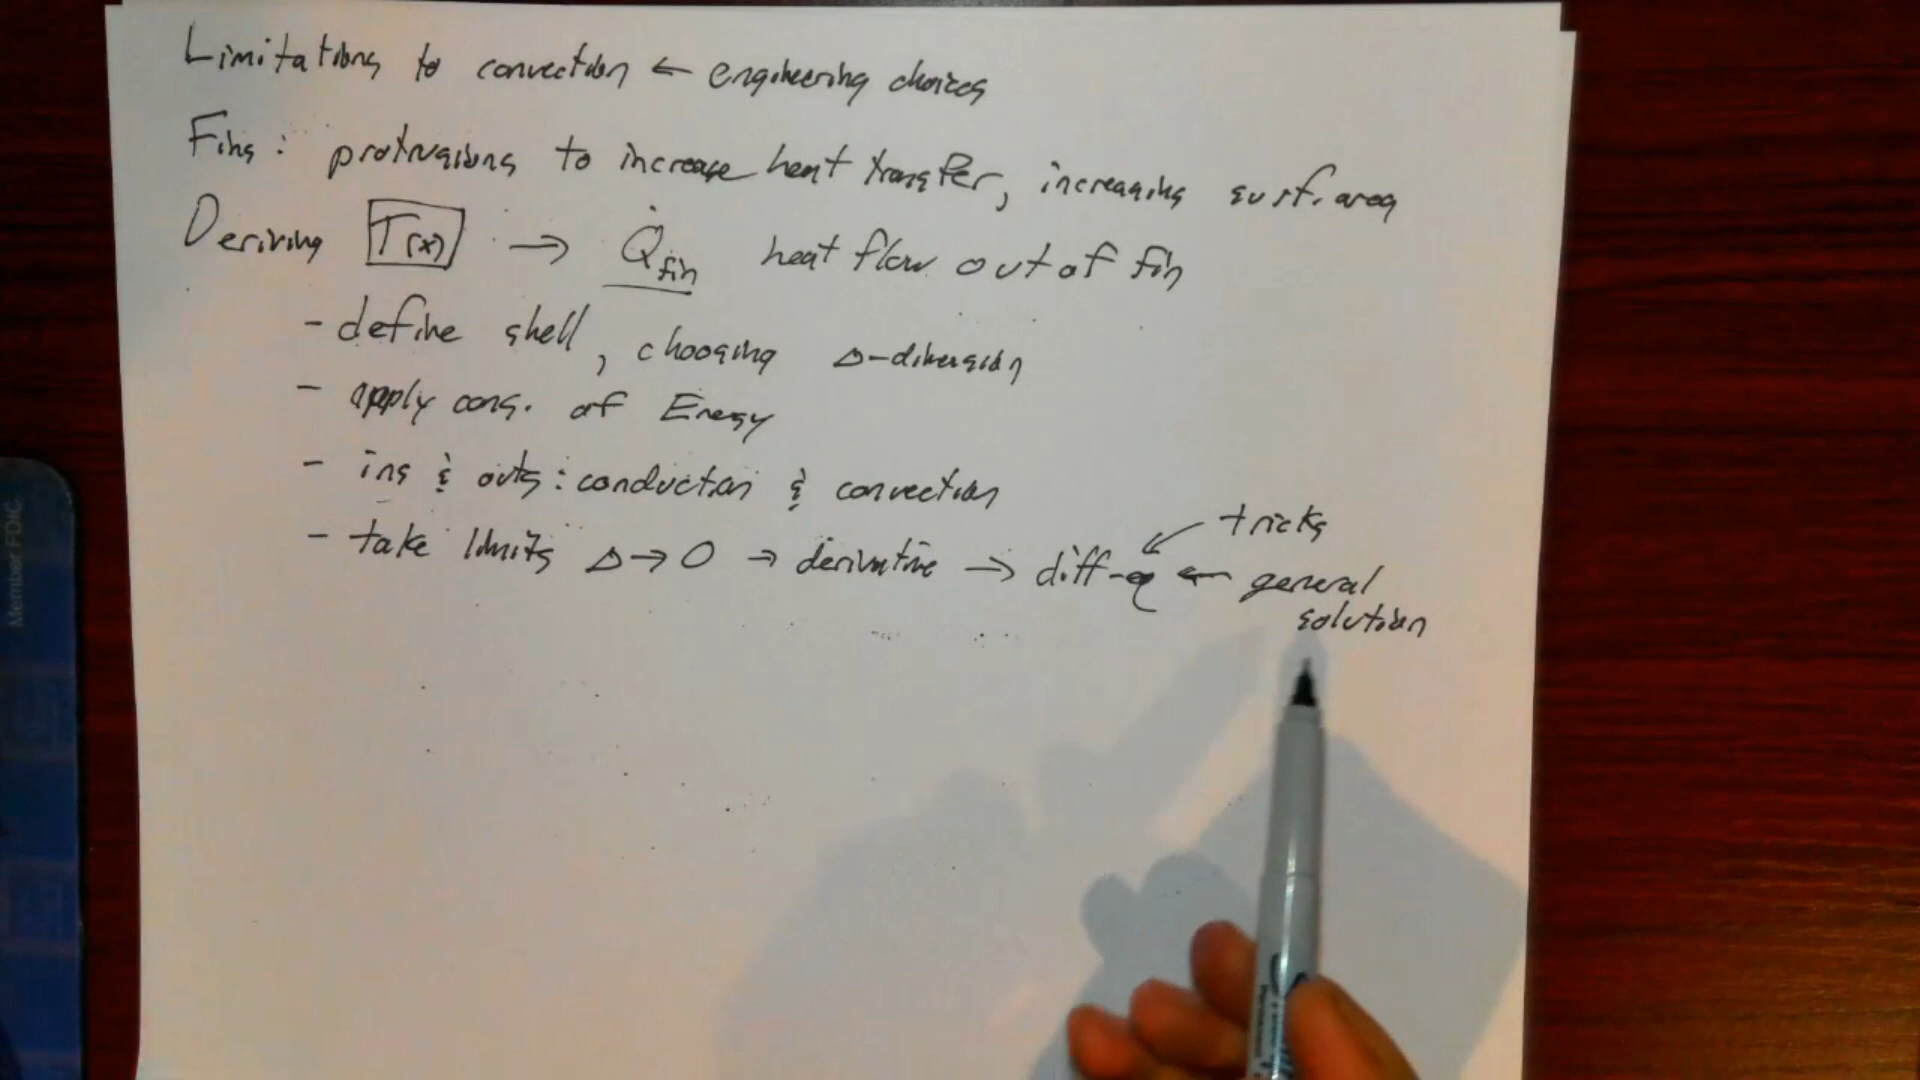 Limitations to convection ← engineering choices
Fins: protrusions to increase heat transfer, increasing surf. area
Deriving T(x) → Q̇fin heat flow out of fin
- define shell, choosing Δ-dimension
- apply cons. of Energy
- ins & outs: conduction & convection
- take limits Δ→0 → derivative → diff-eq ← general solution
tricks
Member FDIC